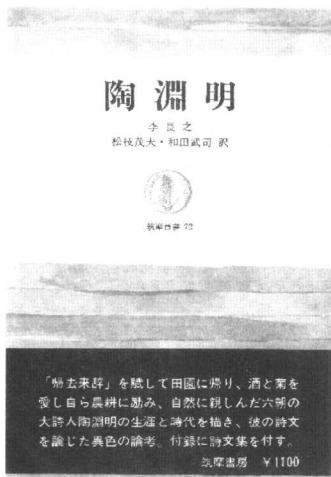 陶淵明
李長之
松枝茂夫・和田武司 訳
筑摩叢書 72
「帰去来辞」を賦して田園に帰り、酒と菊を
愛し自ら農耕に励み、自然に親しんだ六朝の
大詩人陶淵明の生涯と時代を描き、彼の詩文
を論じた異色の論考。付録に詩文集を付す。
筑摩書房 ￥1100